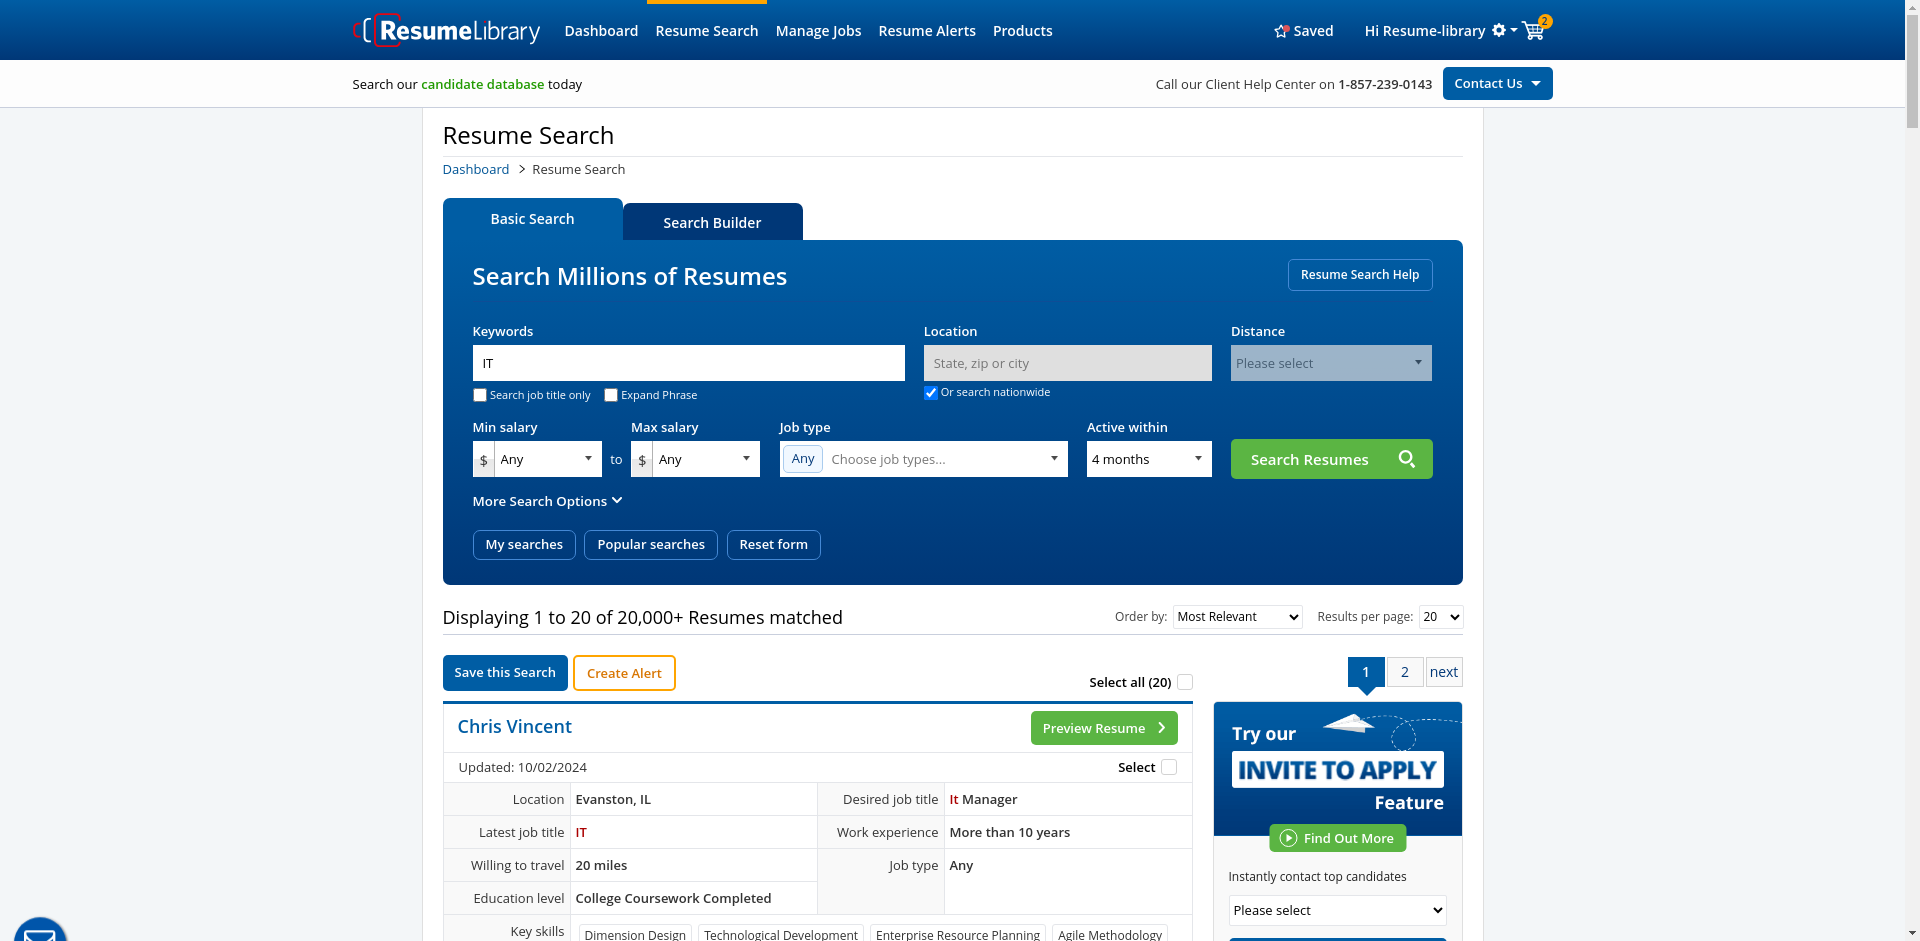 ResumeLibrary Dashboard Resume Search Manage Jobs Resume Alerts Products Saved Hi Resume-library 2
Search our candidate database today Call our Client Help Center on 1-857-239-0143 Contact Us
Resume Search
Dashboard > Resume Search
Basic Search Search Builder
Search Millions of Resumes Resume Search Help
Keywords Location Distance
IT State, zip or city Please select
Search job title only Expand Phrase Or search nationwide
Min salary Max salary Job type Active within
$ Any to $ Any Any Choose job types... 4 months Search Resumes
More Search Options
My searches Popular searches Reset form
Displaying 1 to 20 of 20,000+ Resumes matched Order by: Most Relevant Results per page: 20
Save this Search Create Alert Select all (20) 1 2 next
Chris Vincent Preview Resume
Updated: 10/02/2024 Select
Location Evanston, IL Desired job title It Manager
Latest job title IT Work experience More than 10 years
Willing to travel 20 miles Job type Any
Education level College Coursework Completed
Key skills Dimension Design Technological Development Enterprise Resource Planning Agile Methodology
Try our
INVITE TO APPLY
Feature
Find Out More
Instantly contact top candidates
Please select